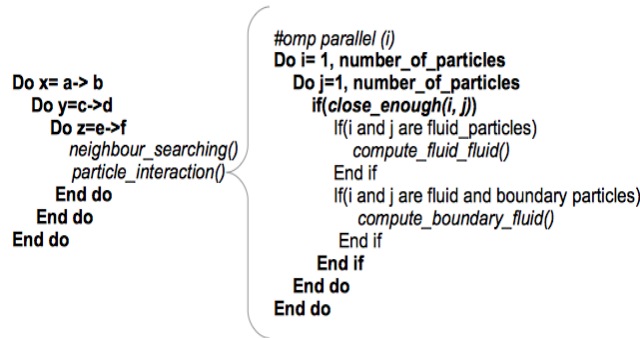 Do x= a-> b
Do y=c->d
Do z=e->f
neighbour_searching()
particle_interaction()
End do
End do
End do
#omp parallel (i)
Do i= 1, number_of_particles
Do j=1, number_of_particles
if(close_enough(i, j))
If(i and j are fluid_particles)
compute_fluid_fluid()
End if
If(i and j are fluid and boundary particles)
compute_boundary_fluid()
End if
End if
End do
End do